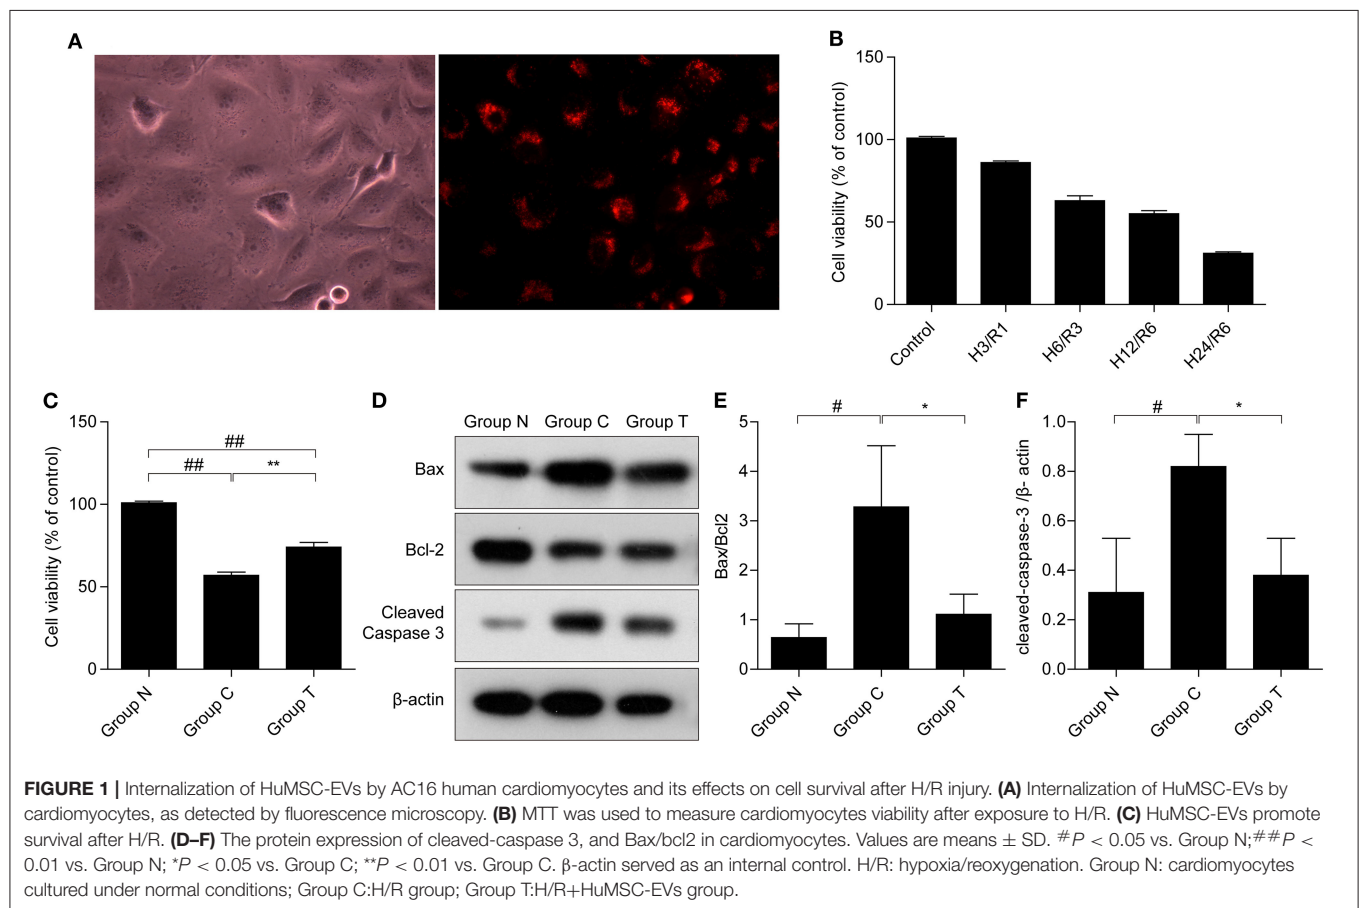 A
B
Cell viability (% of control)
150
100
50
0
Control
H3/R1
H6/R3
H12/R6
H24/R6
C
Cell viability (% of control)
150
100
50
0
##
## **
Group N
Group C
Group T
D
Group N Group C Group T
Bax
Bcl-2
Cleaved
Caspase 3
β-actin
E
Bax/Bcl2
5
4
3
2
1
0
# *
Group N
Group C
Group T
F
cleaved-caspase-3 /β- actin
1.0
0.8
0.6
0.4
0.2
0.0
# *
Group N
Group C
Group T
FIGURE 1 | Internalization of HuMSC-EVs by AC16 human cardiomyocytes and its effects on cell survival after H/R injury. (A) Internalization of HuMSC-EVs by
cardiomyocytes, as detected by fluorescence microscopy. (B) MTT was used to measure cardiomyocytes viability after exposure to H/R. (C) HuMSC-EVs promote
survival after H/R. (D–F) The protein expression of cleaved-caspase 3, and Bax/bcl2 in cardiomyocytes. Values are means ± SD. #P < 0.05 vs. Group N;##P <
0.01 vs. Group N; *P < 0.05 vs. Group C; **P < 0.01 vs. Group C. β-actin served as an internal control. H/R: hypoxia/reoxygenation. Group N: cardiomyocytes
cultured under normal conditions; Group C:H/R group; Group T:H/R+HuMSC-EVs group.